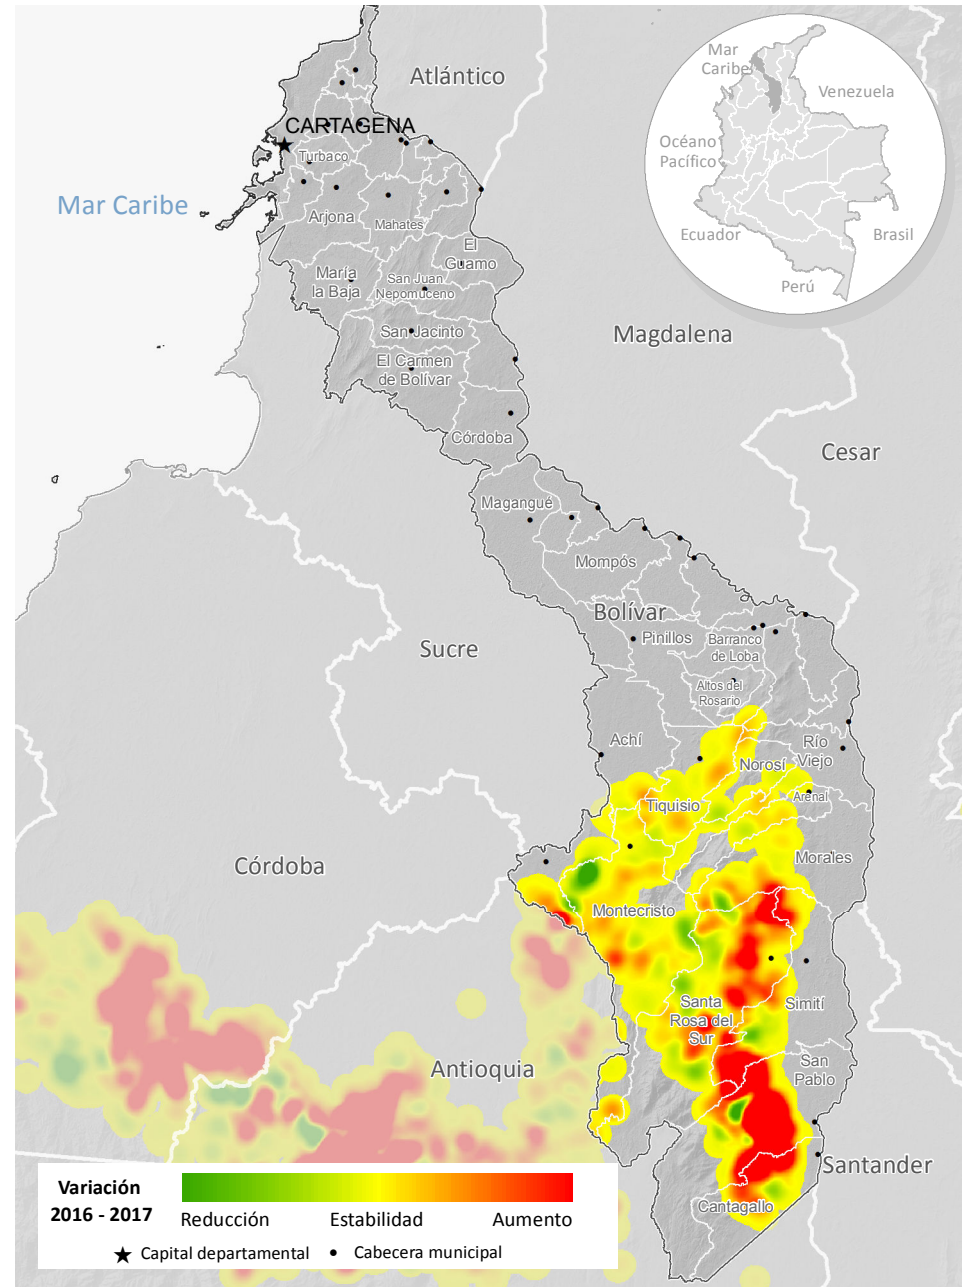 Atlántico
Mar
Caribe
Venezuela
Océano
Pacífico
Ecuador
Brasil
Perú
CARTAGENA
Turbaco
Mar Caribe
Arjona
Mahates
El
Guamo
María
la Baja
San Juan
Nepomuceno
San Jacinto
El Carmen
de Bolívar
Magdalena
Córdoba
Cesar
Magangué
Mompós
Bolívar
Sucre
Pinillos
Barranco
de Loba
Altos del
Rosario
Achí
Río
Viejo
Norosí
Tiquisio
Arenal
Córdoba
Morales
Montecristo
Santa
Rosa del
Sur
Simití
Antioquia
San
Pablo
Santander
Cantagallo
Variación
2016 - 2017
Reducción
Estabilidad
Aumento
Capital departamental
Cabecera municipal